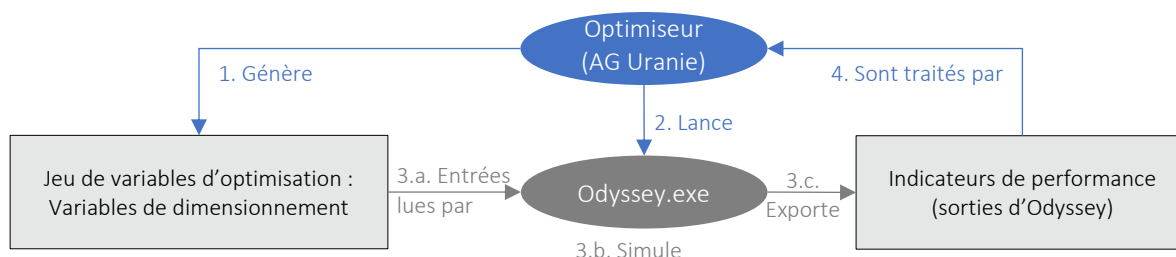 Optimiseur
(AG Uranie)
1. Génère
4. Sont traités par
2. Lance
Jeu de variables d'optimisation :
Variables de dimensionnement
3.a. Entrées
lues par
Odyssey.exe
3.c.
Exporte
Indicateurs de performance
(sorties d'Odyssey)
3.b. Simule